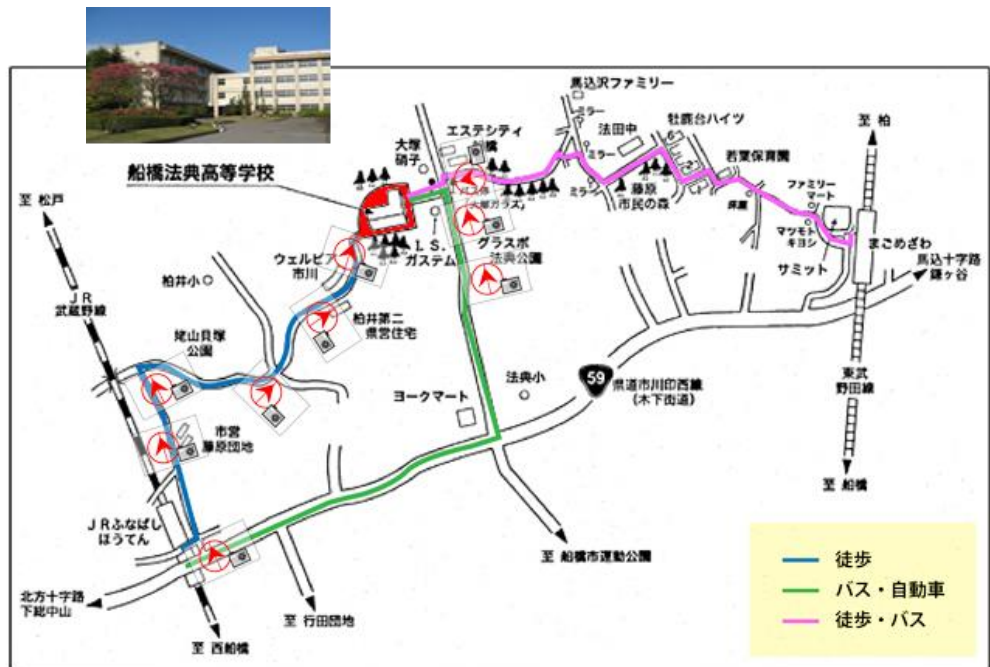 馬込沢ファミリー
ミラー
牡鹿台ハイツ
至 柏
エステシティ
法田中
大塚
硝子
ミラー
若葉保育園
船橋法典高等学校
ファミリー
マート
ミラー
藤原
市民の森
至 松戸
大塚ガラス」
I.S.
ガステム
グラスポ
法典公園
マツモト
キヨシ
まごめざわ
サミット
馬込十字路
鎌ヶ谷
ウェルピア
市川
柏井小
柏井第二
県営住宅
JR
武蔵野線
姥山貝塚
公園
法典小
59
県道市川印西線
(木下街道)
東武
野田線
ヨークマート
市営
藤原団地
至 船橋
JRふなばし
ほうてん
至 船橋市運動公園
北方十字路
下総中山
至 行田団地
至 西船橋
徒歩
バス・自動車
徒歩・バス